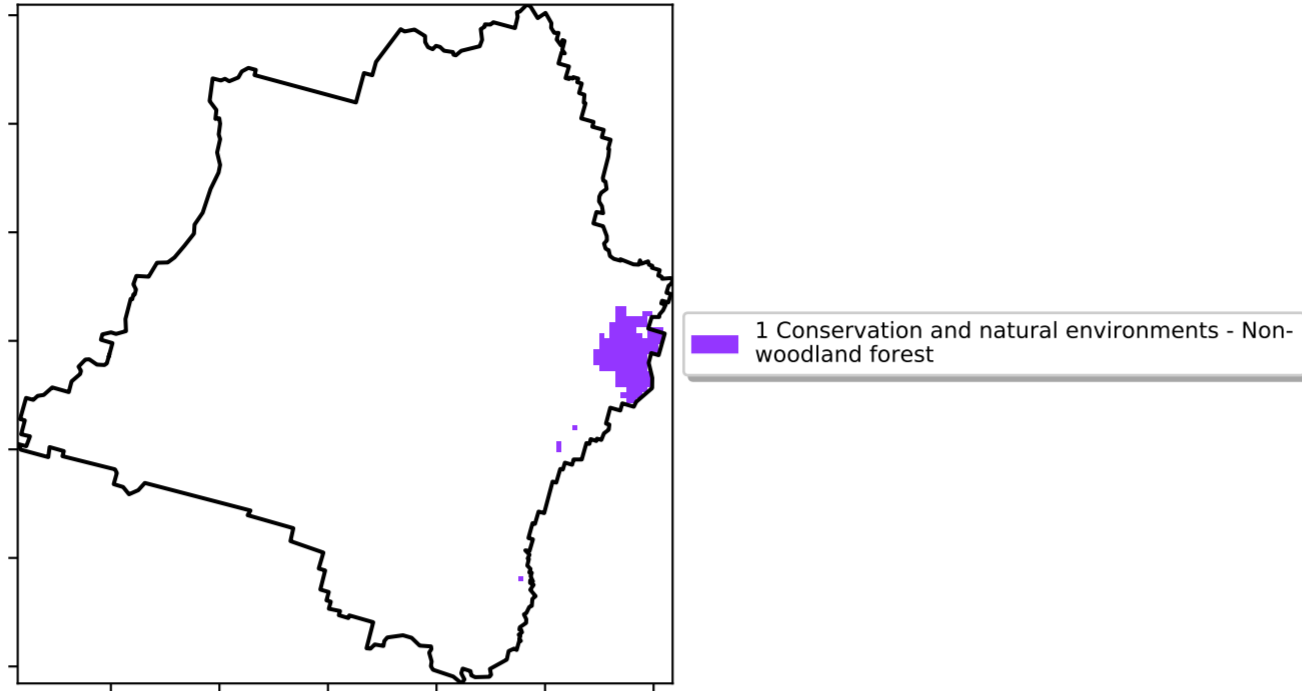 1 Conservation and natural environments - Non-
woodland forest